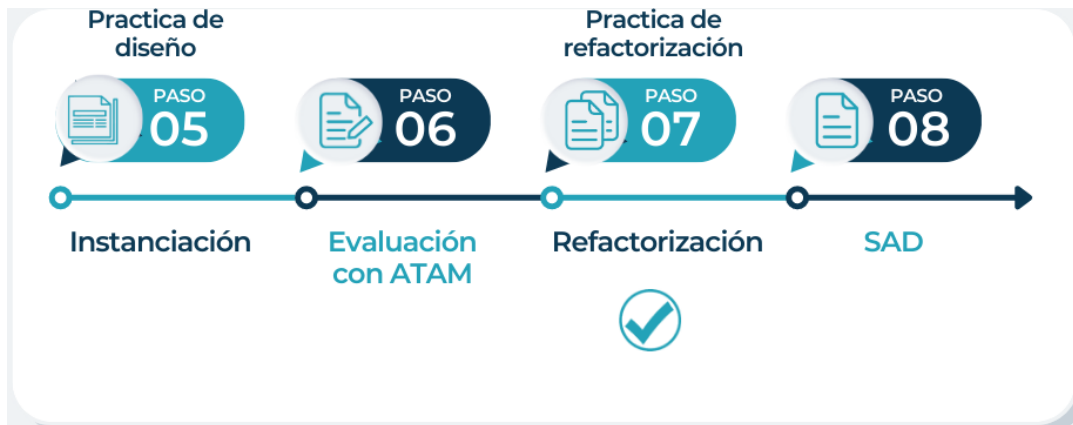 Practica de
diseño
Practica de
refactorización
PASO
05
PASO
06
PASO
07
PASO
08
Instanciación
Evaluación
con ATAM
Refactorización
SAD